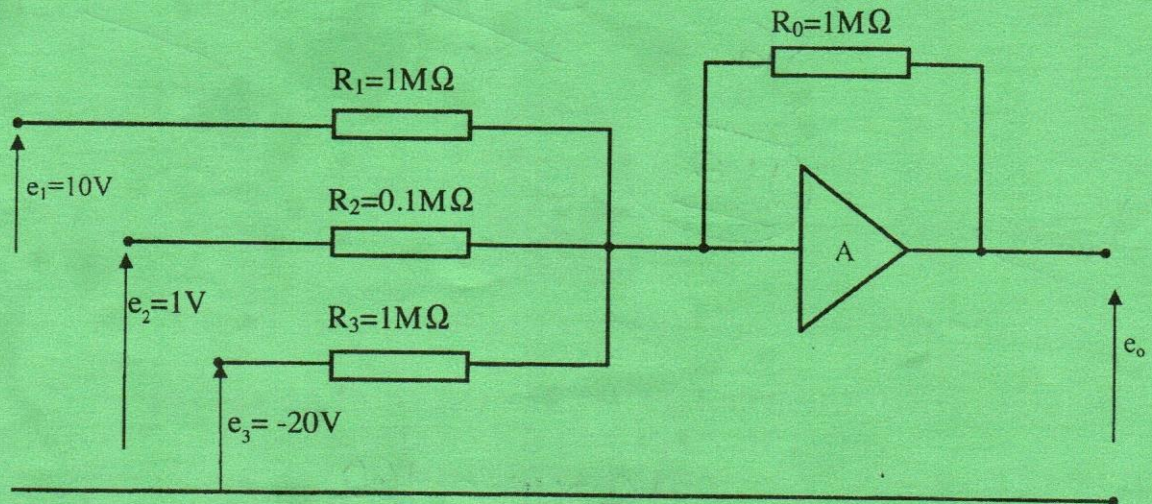 R₀=1MΩ
R₁=1MΩ
e₁=10V
R₂=0.1MΩ
A
e₂=1V
R₃=1MΩ
eₒ
e₃= -20V